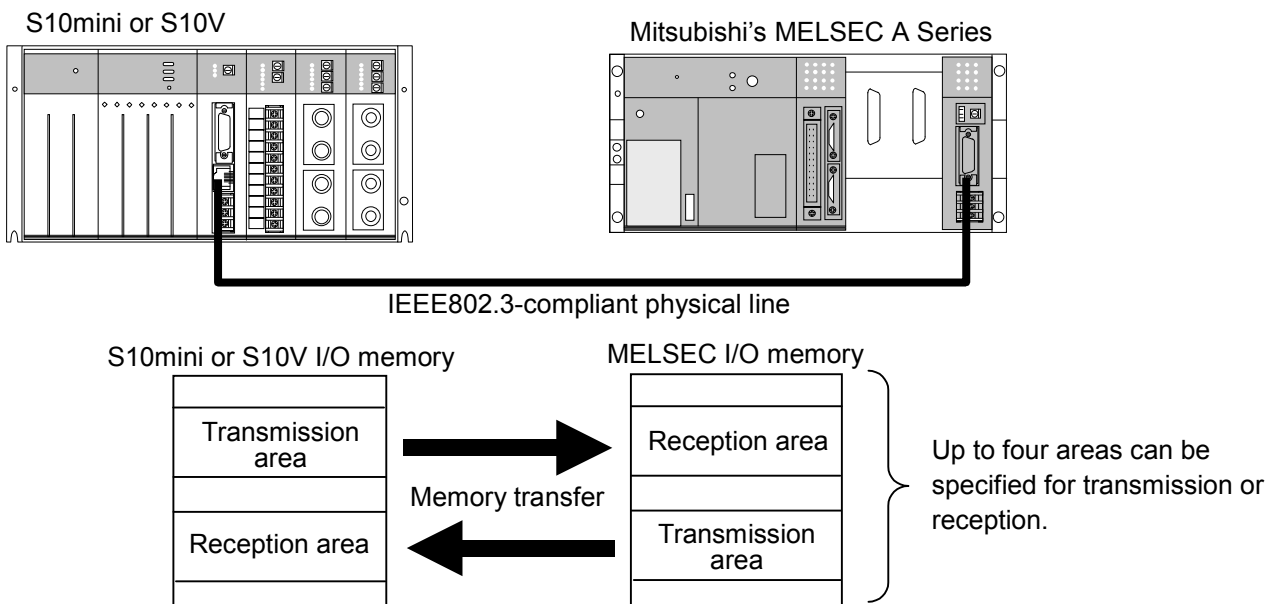 S10mini or S10V
Mitsubishi's MELSEC A Series
IEEE802.3-compliant physical line
S10mini or S10V I/O memory
MELSEC I/O memory
Transmission
area
Reception area
Memory transfer
Reception area
Transmission
area
Up to four areas can be
specified for transmission or
reception.